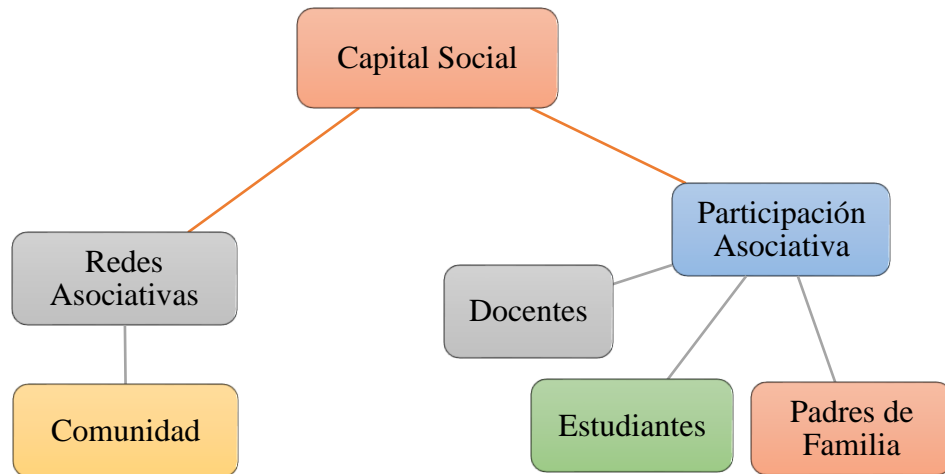 Capital Social
Participación
Asociativa
Redes
Asociativas
Docentes
Comunidad
Estudiantes
Padres de
Familia